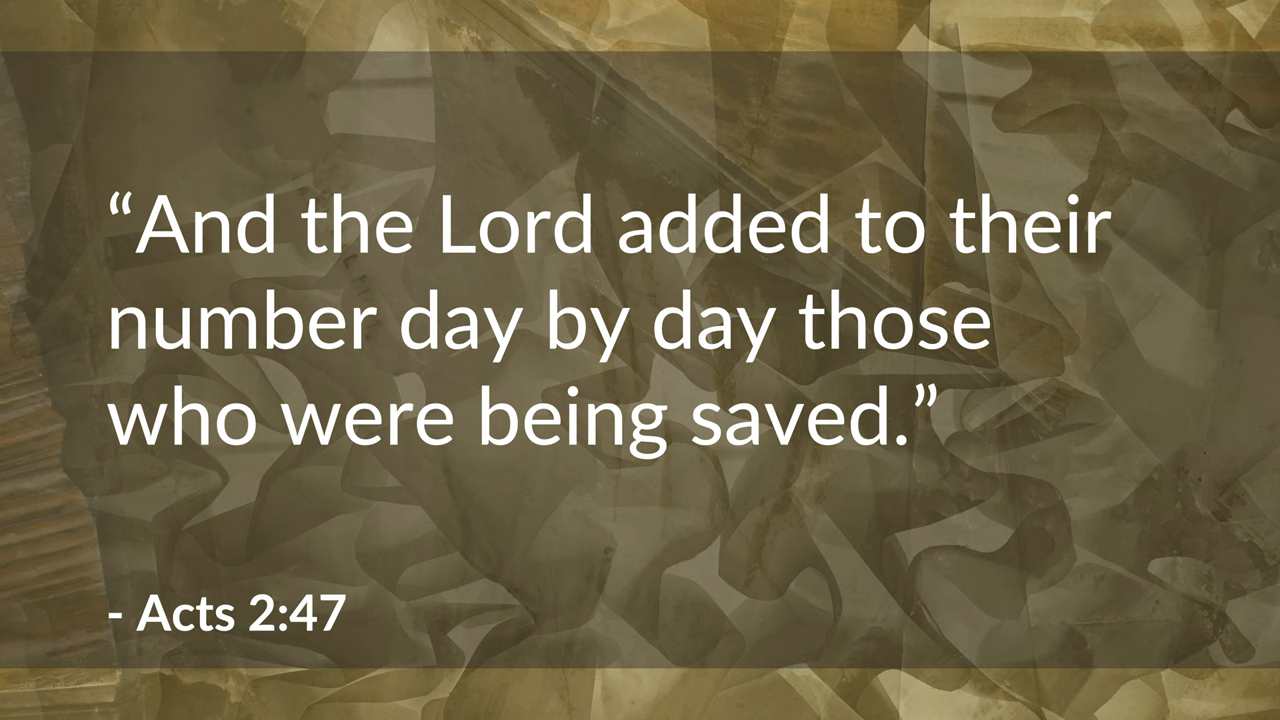 “And the Lord added to their
number day by day those
who were being saved.”
- Acts 2:47